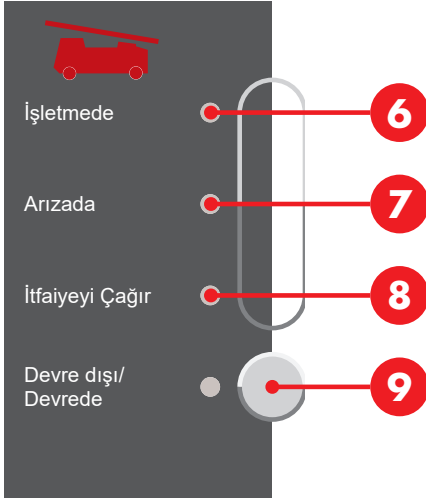 İşletmede 6
Arızada 7
İtfaiyeyi Çağır 8
Devre dışı/
Devrede 9